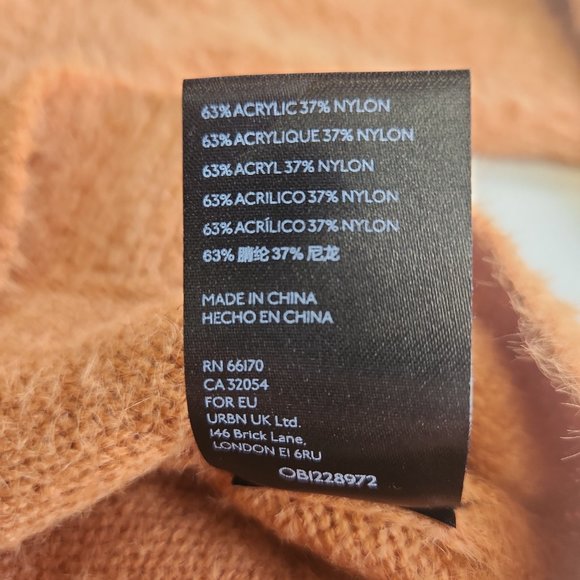 63% ACRYLIC 37% NYLON
63% ACRYLIQUE 37% NYLON
63% ACRYL 37% NYLON
63% ACRILICO 37% NYLON
63% ACRÍLICO 37% NYLON
63% 腈纶 37% 尼龙
MADE IN CHINA
HECHO EN CHINA
RN 66170
CA 32054
FOR EU
URBN UK Ltd.
146 Brick Lane,
LONDON E1 6RU
OB1228972